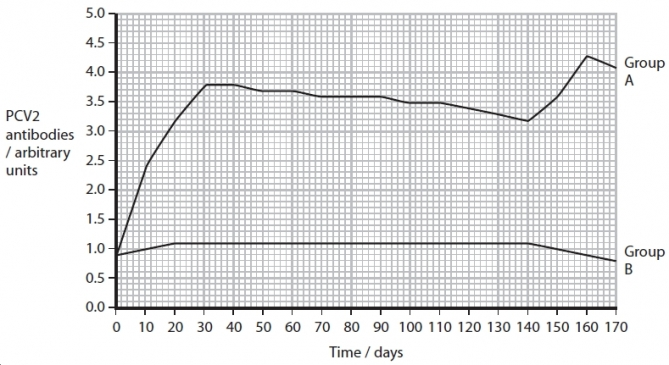 5.0
4.5
4.0
3.5
3.0
2.5
2.0
1.5
1.0
0.5
0.0
PCV2
antibodies
/ arbitrary
units
Group
A
Group
B
0 10 20 30 40 50 60 70 80 90 100 110 120 130 140 150 160 170
Time / days